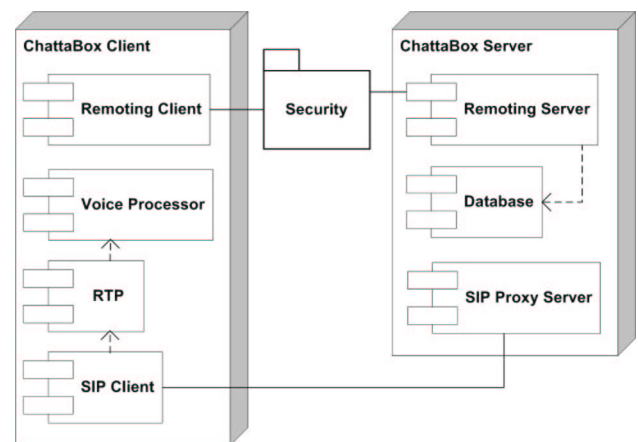 ChattaBox Client
Remoting Client
Voice Processor
RTP
SIP Client
Security
ChattaBox Server
Remoting Server
Database
SIP Proxy Server